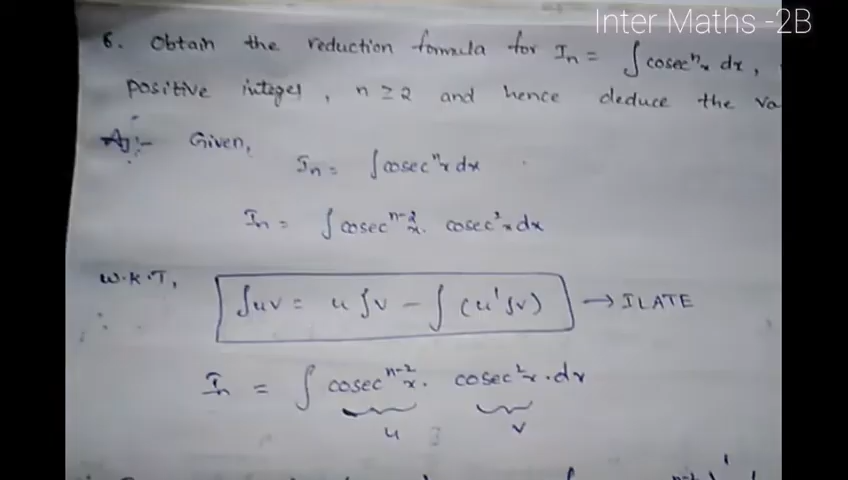 Inter Maths -2B
6. Obtain the reduction formula for Iₙ = ∫ cosecⁿx dx,
positive integer, n ≥ 2 and hence deduce the va
A):- Given,
Iₙ = ∫ cosecⁿx dx
Iₙ = ∫ cosecⁿ⁻²x. cosec²x dx
W.K.T,
∫uv = u∫v - ∫(u'∫v) → ILATE
∴
Iₙ = ∫ cosecⁿ⁻²x. cosec²x.dx
u v